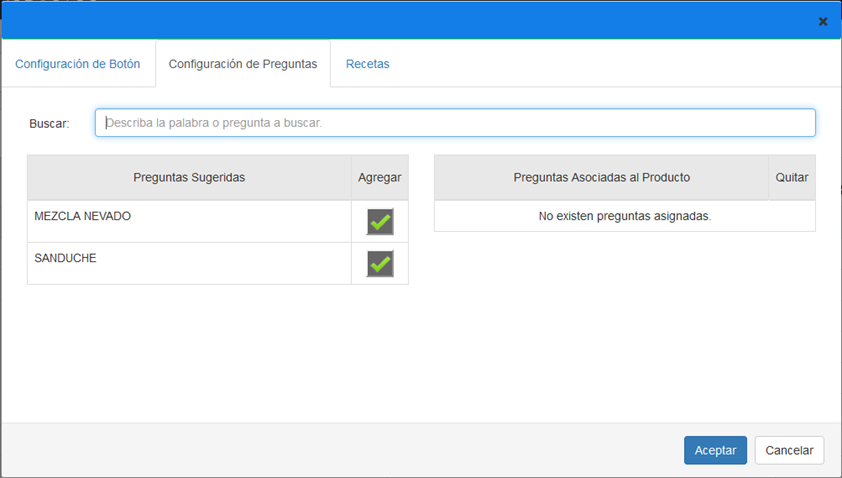 Configuración de Botón Configuración de Preguntas Recetas
Buscar: Describa la palabra o pregunta a buscar.
Preguntas Sugeridas Agregar
MEZCLA NEVADO
SANDUCHE
Preguntas Asociadas al Producto Quitar
No existen preguntas asignadas.
Aceptar Cancelar